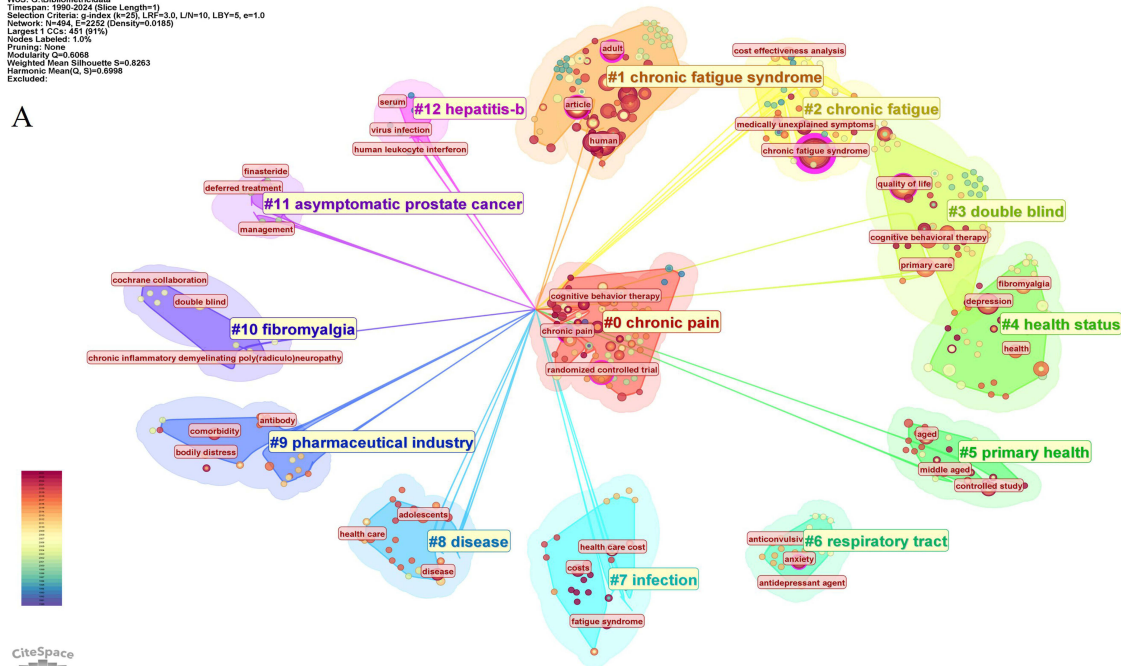 Timespan: 1990-2024 (Slice Length=1)
Selection Criteria: g-index (k=25), LRF=3.0, L/N=10, LBY=5, e=1.0
Network: N=494, E=2252 (Density=0.0185)
Largest 1 CCs: 451 (91%)
Nodes Labeled: 1.0%
Pruning: None
Modularity Q=0.6068
Weighted Mean Silhouette S=0.8263
Harmonic Mean(Q, S)=0.6998
Excluded:
A
adult
#1 chronic fatigue syndrome
article
human
cost effectiveness analysis
#2 chronic fatigue
medically unexplained symptoms
chronic fatigue syndrome
serum
#12 hepatitis-b
virus infection
human leukocyte interferon
finasteride
deferred treatment
#11 asymptomatic prostate cancer
management
quality of life
#3 double blind
cognitive behavioral therapy
primary care
cochrane collaboration
double blind
#10 fibromyalgia
chronic inflammatory demyelinating poly(radiculo)neuropathy
cognitive behavior therapy
#0 chronic pain
chronic pain
randomized controlled trial
fibromyalgia
depression
#4 health status
health
antibody
comorbidity
#9 pharmaceutical industry
bodily distress
aged
#5 primary health
middle aged
controlled study
adolescents
health care
#8 disease
disease
health care cost
costs
#7 infection
fatigue syndrome
anticonvulsiv
#6 respiratory tract
anxiety
antidepressant agent
CiteSpace